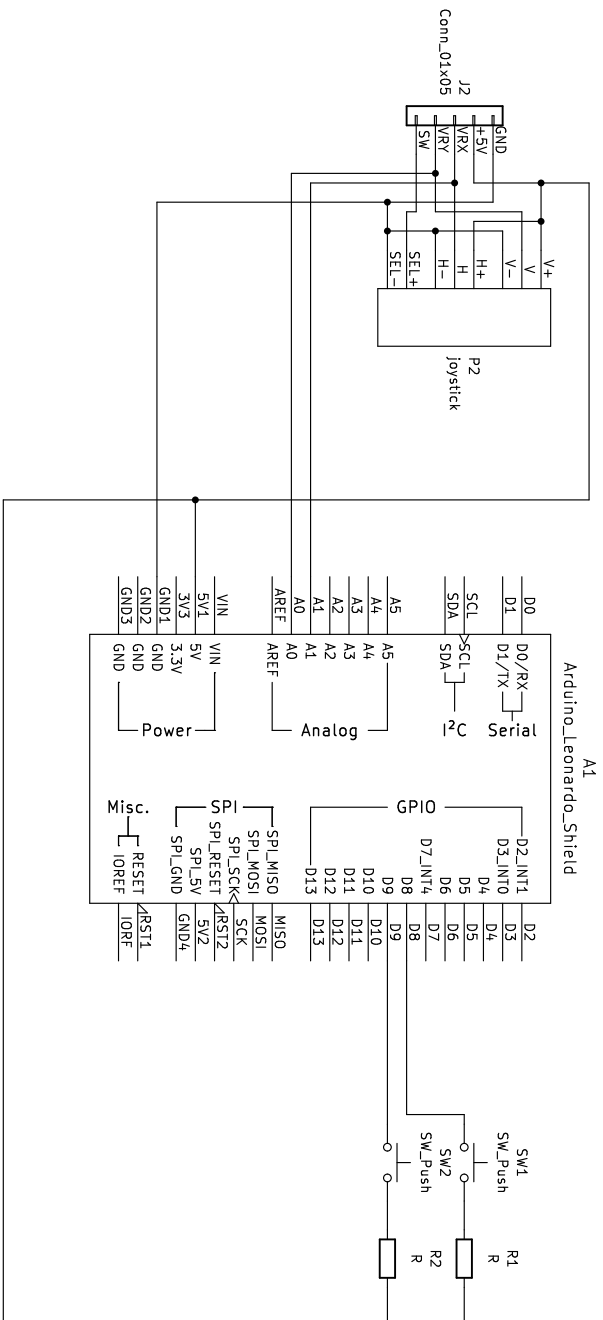 J2
Conn_01x05
GND
+5V
VRX
VRY
SW
V+
V
V-
H+
H
H-
SEL+
SEL-
P2
joystick
A1
Arduino_Leonardo_Shield
D0
D1
SCL
SDA
A5
A4
A3
A2
A1
A0
AREF
VIN
5V1
3V3
GND1
GND2
GND3
D0/RX
D1/TX
SCL
SDA
A5
A4
A3
A2
A1
A0
AREF
VIN
5V
3.3V
GND
GND
GND
Serial
I²C
Analog
Power
GPIO
SPI
Misc.
D2_INT1
D3_INT0
D4
D5
D6
D7_INT4
D8
D9
D10
D11
D12
D13
SPI_MISO
SPI_MOSI
SPI_SCK
SPI_RESET
SPI_5V
SPI_GND
RESET
IOREF
D2
D3
D4
D5
D6
D7
D8
D9
D10
D11
D12
D13
MISO
MOSI
SCK
RST2
5V2
GND4
RST1
IORF
SW1
SW_Push
SW2
SW_Push
R1
R
R2
R